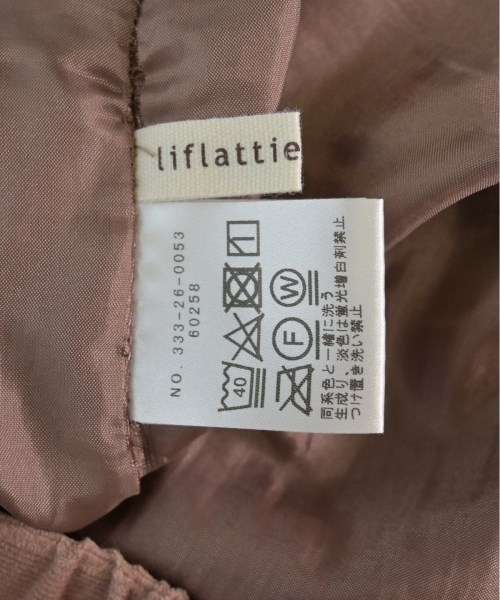 liflattie
NO. 333-26-0053
60258
40
F
W
同系色と一緒に洗う
生成り、淡色は蛍光増白剤禁止
つけ置き洗い禁止